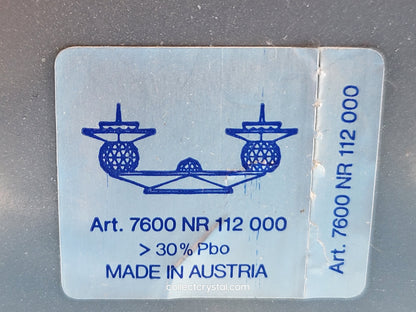 Art. 7600 NR 112 000
> 30% Pbo
MADE IN AUSTRIA
collectcrystal.com
Art. 7600 NR 112 000